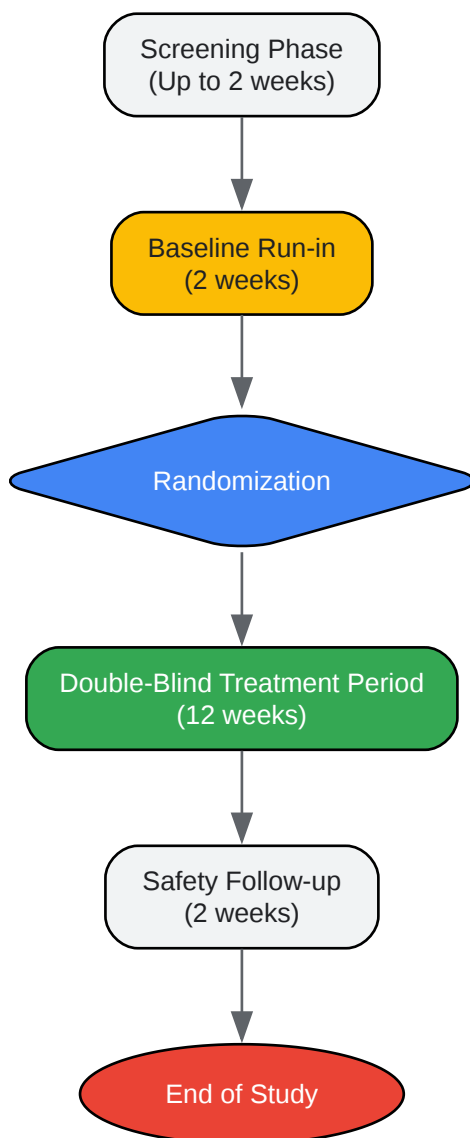 Screening Phase
(Up to 2 weeks)
Baseline Run-in
(2 weeks)
Randomization
Double-Blind Treatment Period
(12 weeks)
Safety Follow-up
(2 weeks)
End of Study